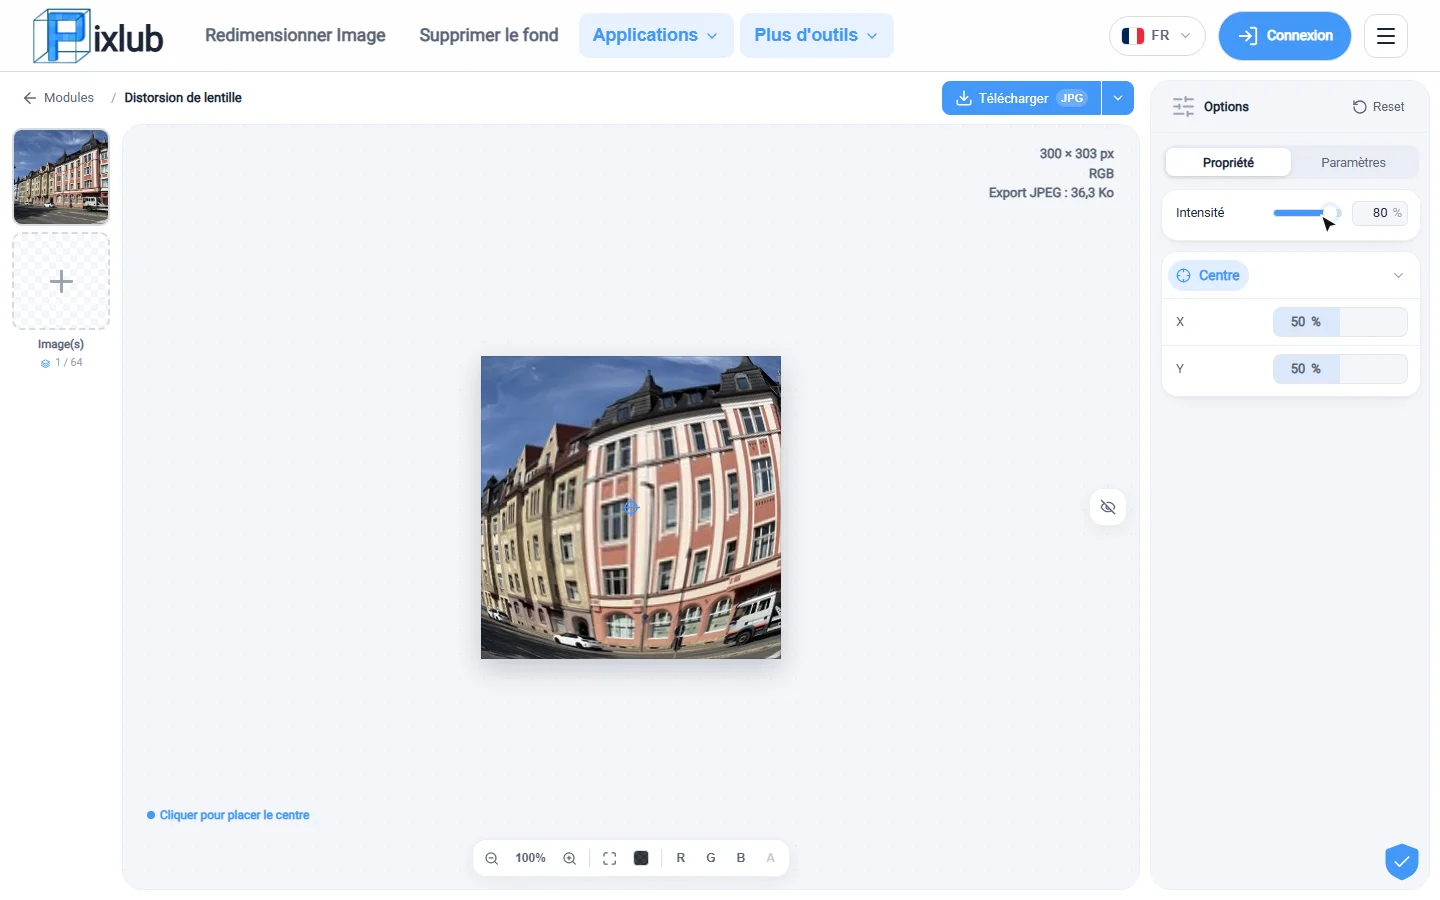 Pixlub
Redimensionner Image
Supprimer le fond
Applications
Plus d'outils
FR
Connexion
Modules / Distorsion de lentille
Télécharger JPG
Options
Reset
300 × 303 px
RGB
Export JPEG : 36,3 Ko
Propriété
Paramètres
Intensité
80 %
Centre
X
50 %
Y
50 %
Image(s)
1 / 64
Cliquer pour placer le centre
100%
R
G
B
A